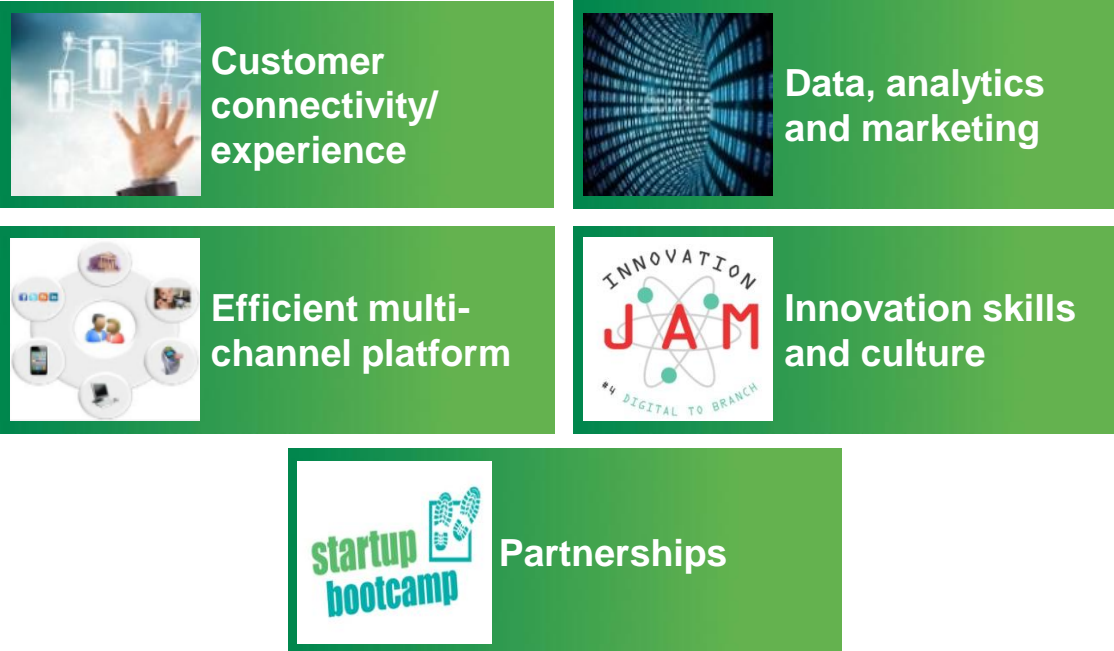 Customer
connectivity/
experience
Data, analytics
and marketing
Efficient multi-
channel platform
INNOVATION
JAM
#4 DIGITAL TO BRANCH
Innovation skills
and culture
startup
bootcamp
Partnerships